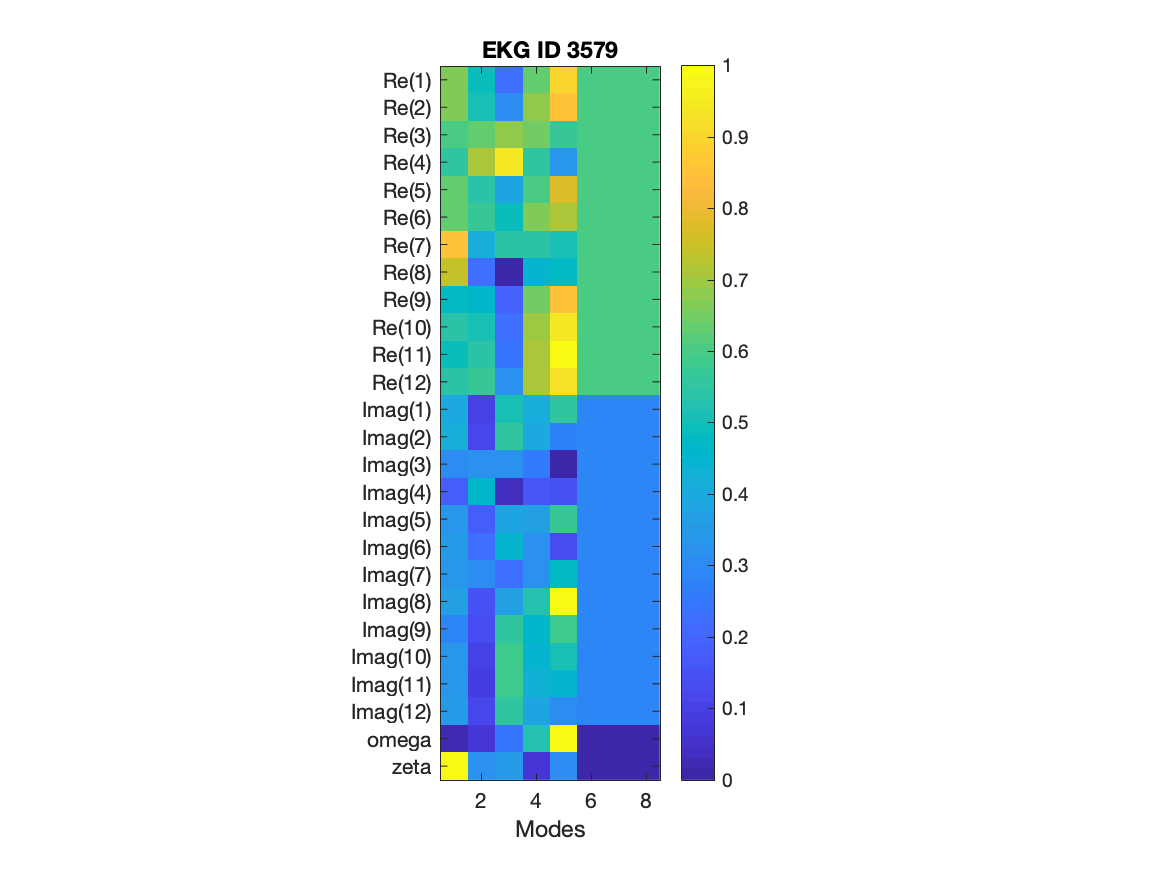 EKG ID 3579
Re(1)
Re(2)
Re(3)
Re(4)
Re(5)
Re(6)
Re(7)
Re(8)
Re(9)
Re(10)
Re(11)
Re(12)
Imag(1)
Imag(2)
Imag(3)
Imag(4)
Imag(5)
Imag(6)
Imag(7)
Imag(8)
Imag(9)
Imag(10)
Imag(11)
Imag(12)
omega
zeta
2 4 6 8
Modes
1
0.9
0.8
0.7
0.6
0.5
0.4
0.3
0.2
0.1
0